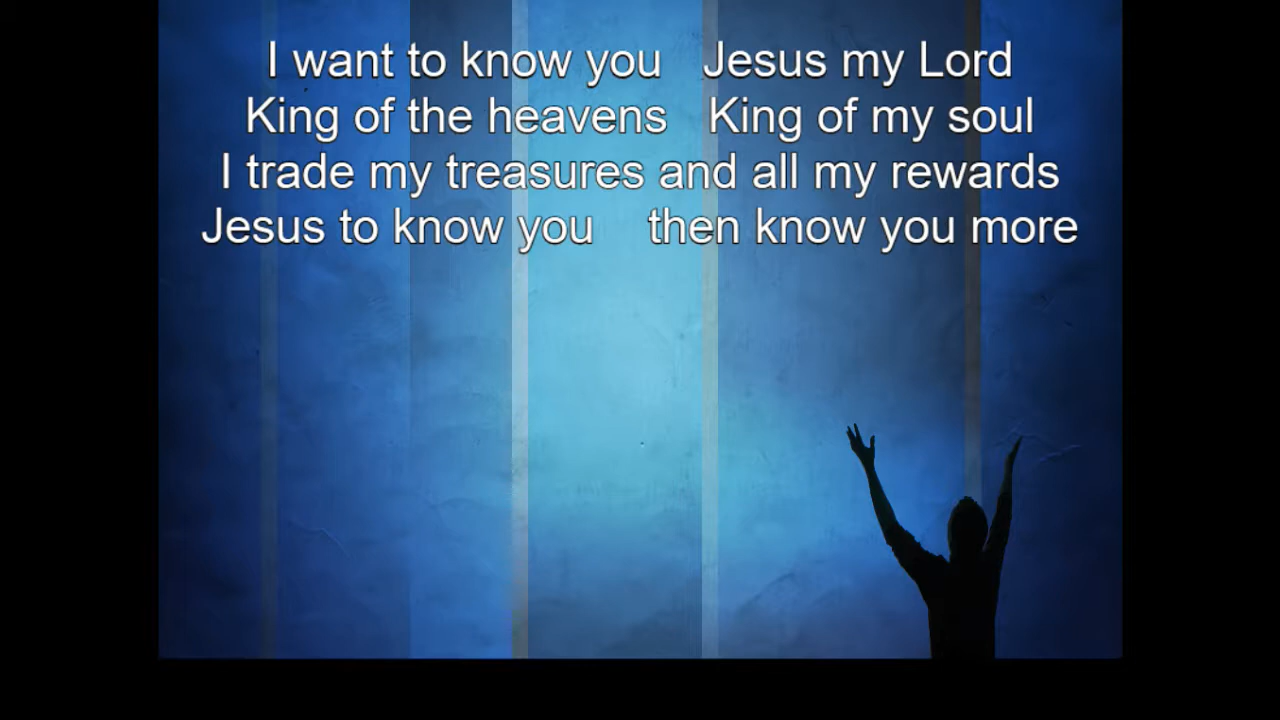 I want to know you Jesus my Lord
King of the heavens King of my soul
I trade my treasures and all my rewards
Jesus to know you then know you more